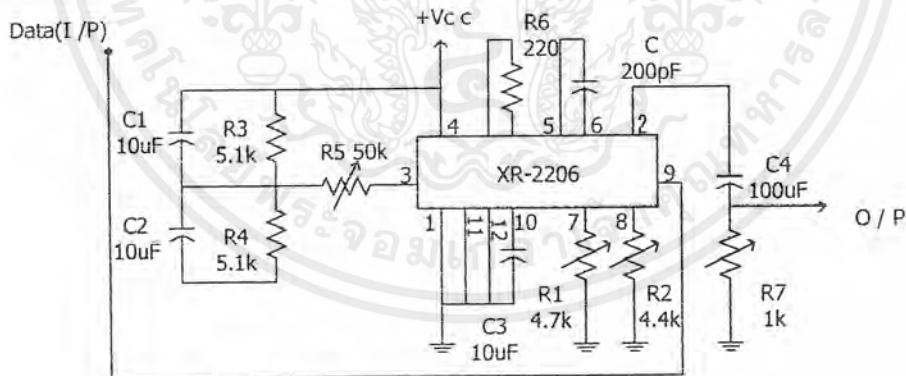 Data(I /P)
+Vc c
R6
220
C
200pF
C1
10uF
R3
5.1k
R5 50k
4
5
6
2
3
XR-2206
9
C4
100uF
O / P
C2
10uF
R4
5.1k
1
11
12
10
7
8
C3
10uF
R1
4.7k
R2
4.4k
R7
1k